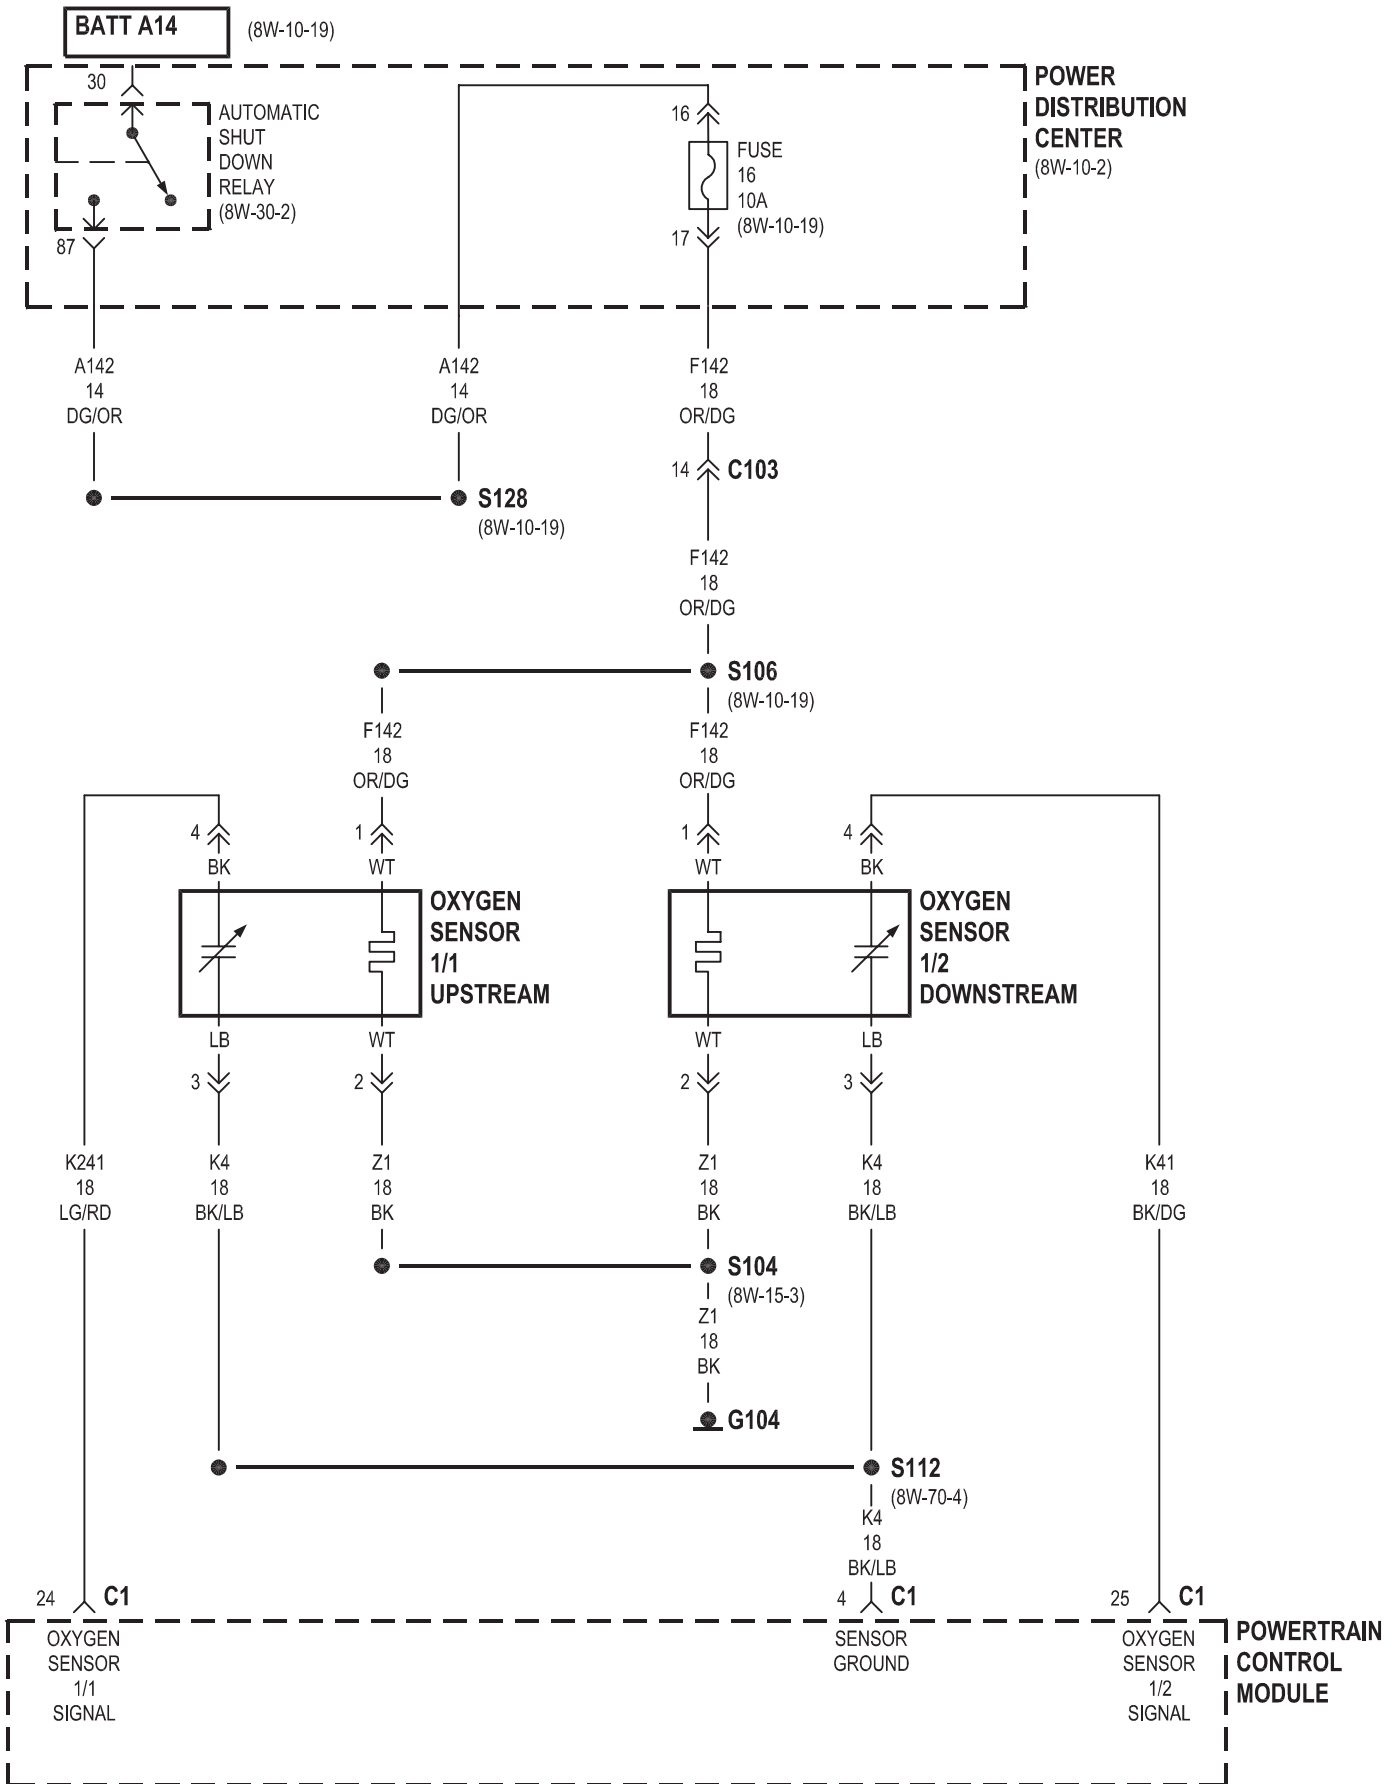 BATT A14
(8W-10-19)
30
AUTOMATIC
SHUT
DOWN
RELAY
(8W-30-2)
87
16
FUSE
16
10A
(8W-10-19)
17
POWER
DISTRIBUTION
CENTER
(8W-10-2)
A142
14
DG/OR
A142
14
DG/OR
F142
18
OR/DG
14
C103
S128
(8W-10-19)
F142
18
OR/DG
S106
(8W-10-19)
F142
18
OR/DG
F142
18
OR/DG
4
1
1
4
BK
WT
WT
BK
OXYGEN
SENSOR
1/1
UPSTREAM
OXYGEN
SENSOR
1/2
DOWNSTREAM
LB
WT
WT
LB
3
2
2
3
K241
18
LG/RD
K4
18
BK/LB
Z1
18
BK
Z1
18
BK
K4
18
BK/LB
K41
18
BK/DG
S104
(8W-15-3)
Z1
18
BK
G104
S112
(8W-70-4)
K4
18
BK/LB
24
C1
4
C1
25
C1
OXYGEN
SENSOR
1/1
SIGNAL
SENSOR
GROUND
OXYGEN
SENSOR
1/2
SIGNAL
POWERTRAIN
CONTROL
MODULE